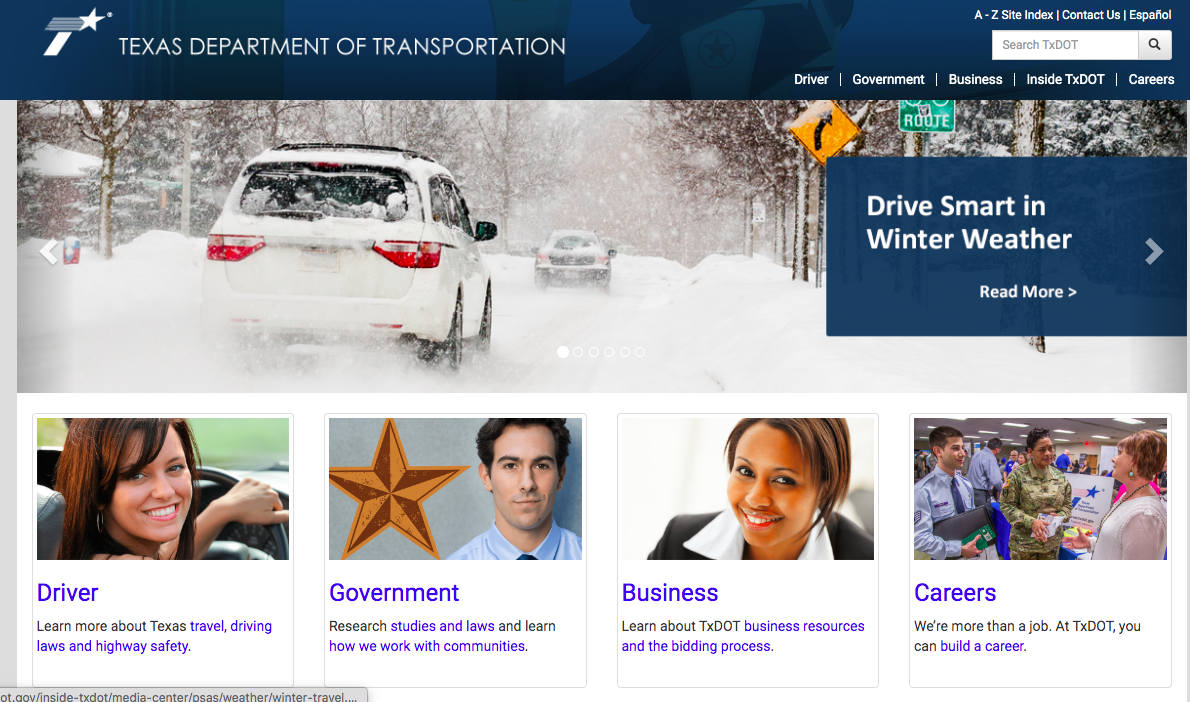 A - Z Site Index | Contact Us | Español
TEXAS DEPARTMENT OF TRANSPORTATION
®
Search TxDOT
Driver | Government | Business | Inside TxDOT | Careers
ROUTE
Drive Smart in
Winter Weather
Read More >
Driver
Learn more about Texas travel, driving
laws and highway safety.
Government
Research studies and laws and learn
how we work with communities.
Business
Learn about TxDOT business resources
and the bidding process.
Careers
Texas
Department
of Transportation
We're more than a job. At TxDOT, you
can build a career.
ot.gov/inside-txdot/media-center/psas/weather/winter-travel....